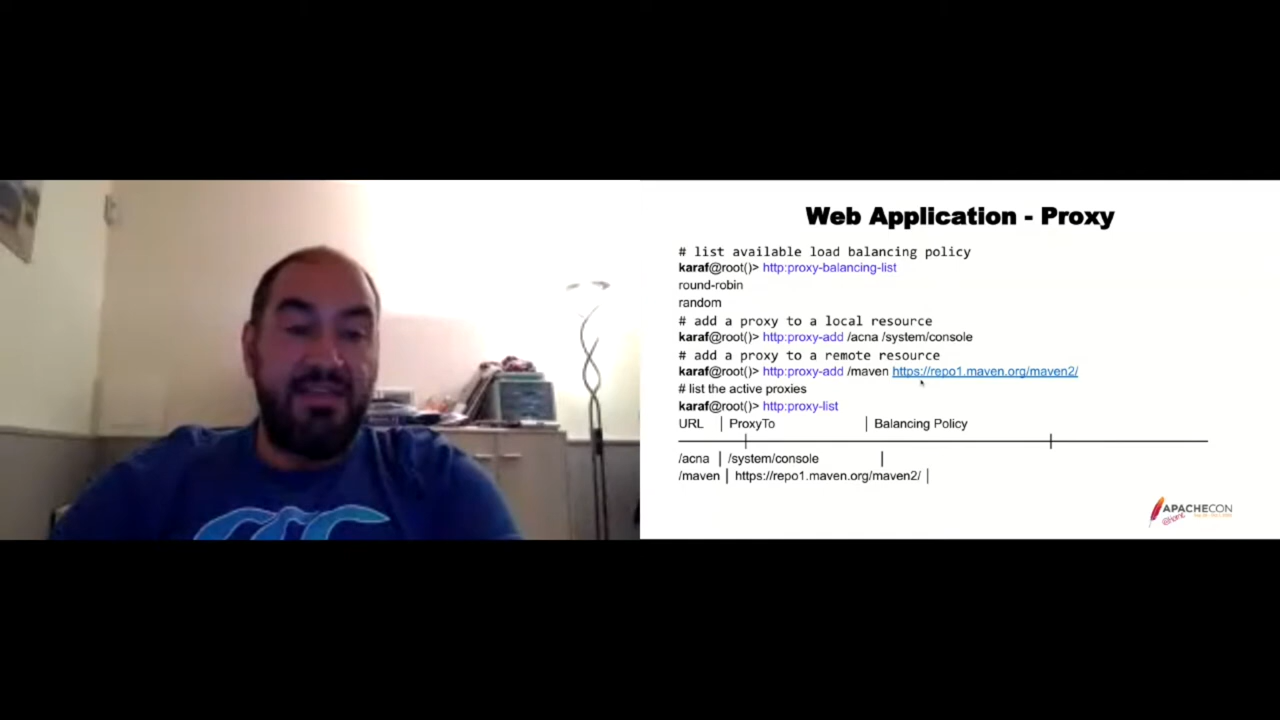 Web Application - Proxy
# list available load balancing policy
karaf@root()> http:proxy-balancing-list
round-robin
random
# add a proxy to a local resource
karaf@root()> http:proxy-add /acna /system/console
# add a proxy to a remote resource
karaf@root()> http:proxy-add /maven https://repo1.maven.org/maven2/
# list the active proxies
karaf@root()> http:proxy-list
URL │ ProxyTo │ Balancing Policy
/acna │ /system/console │
/maven │ https://repo1.maven.org/maven2/ │
APACHECON
@home